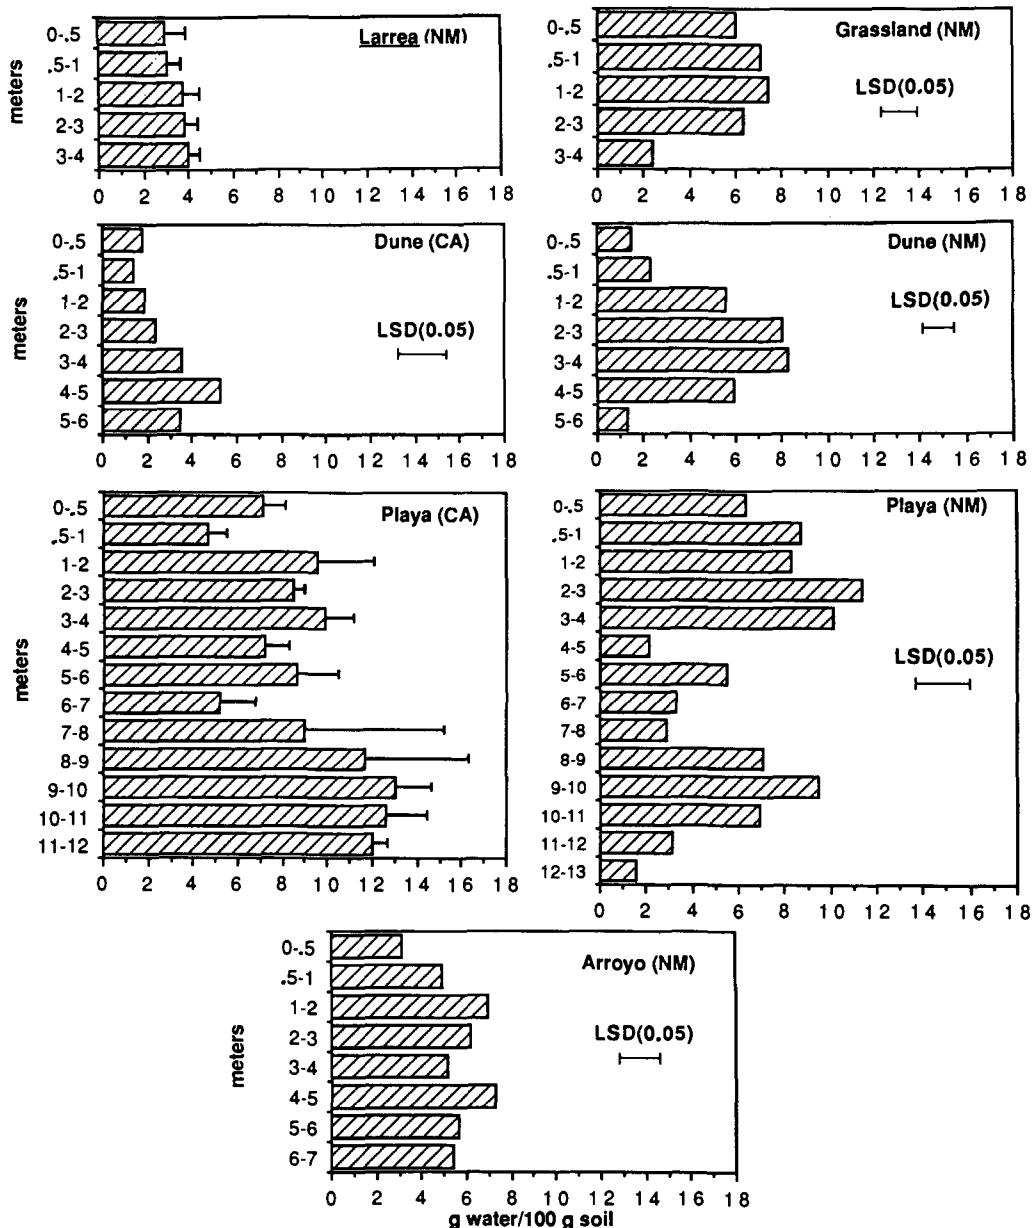 Larrea (NM)
meters
0-.5
.5-1
1-2
2-3
3-4
0 2 4 6 8 10 12 14 16 18
Grassland (NM)
LSD(0.05)
0-.5
.5-1
1-2
2-3
3-4
0 2 4 6 8 10 12 14 16 18
Dune (CA)
LSD(0.05)
meters
0-.5
.5-1
1-2
2-3
3-4
4-5
5-6
0 2 4 6 8 10 12 14 16 18
Dune (NM)
LSD(0.05)
0-.5
.5-1
1-2
2-3
3-4
4-5
5-6
0 2 4 6 8 10 12 14 16 18
Playa (CA)
meters
0-.5
.5-1
1-2
2-3
3-4
4-5
5-6
6-7
7-8
8-9
9-10
10-11
11-12
0 2 4 6 8 10 12 14 16 18
Playa (NM)
LSD(0.05)
0-.5
.5-1
1-2
2-3
3-4
4-5
5-6
6-7
7-8
8-9
9-10
10-11
11-12
12-13
0 2 4 6 8 10 12 14 16 18
Arroyo (NM)
LSD(0.05)
meters
0-.5
.5-1
1-2
2-3
3-4
4-5
5-6
6-7
0 2 4 6 8 10 12 14 16 18
g water/100 g soil